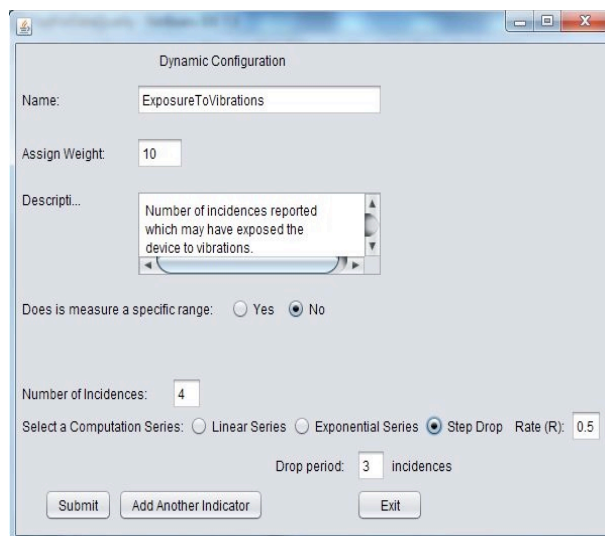 Dynamic Configuration
Name: ExposureToVibrations
Assign Weight: 10
Descripti... Number of incidences reported
which may have exposed the
device to vibrations.
Does is measure a specific range: Yes No
Number of Incidences: 4
Select a Computation Series: Linear Series Exponential Series Step Drop Rate (R): 0.5
Drop period: 3 incidences
Submit Add Another Indicator Exit